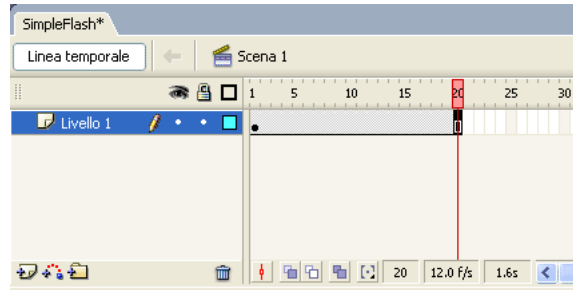 SimpleFlash*
Linea temporale Scena 1
1 5 10 15 20 25 30
Livello 1
20 12.0 f/s 1.6s